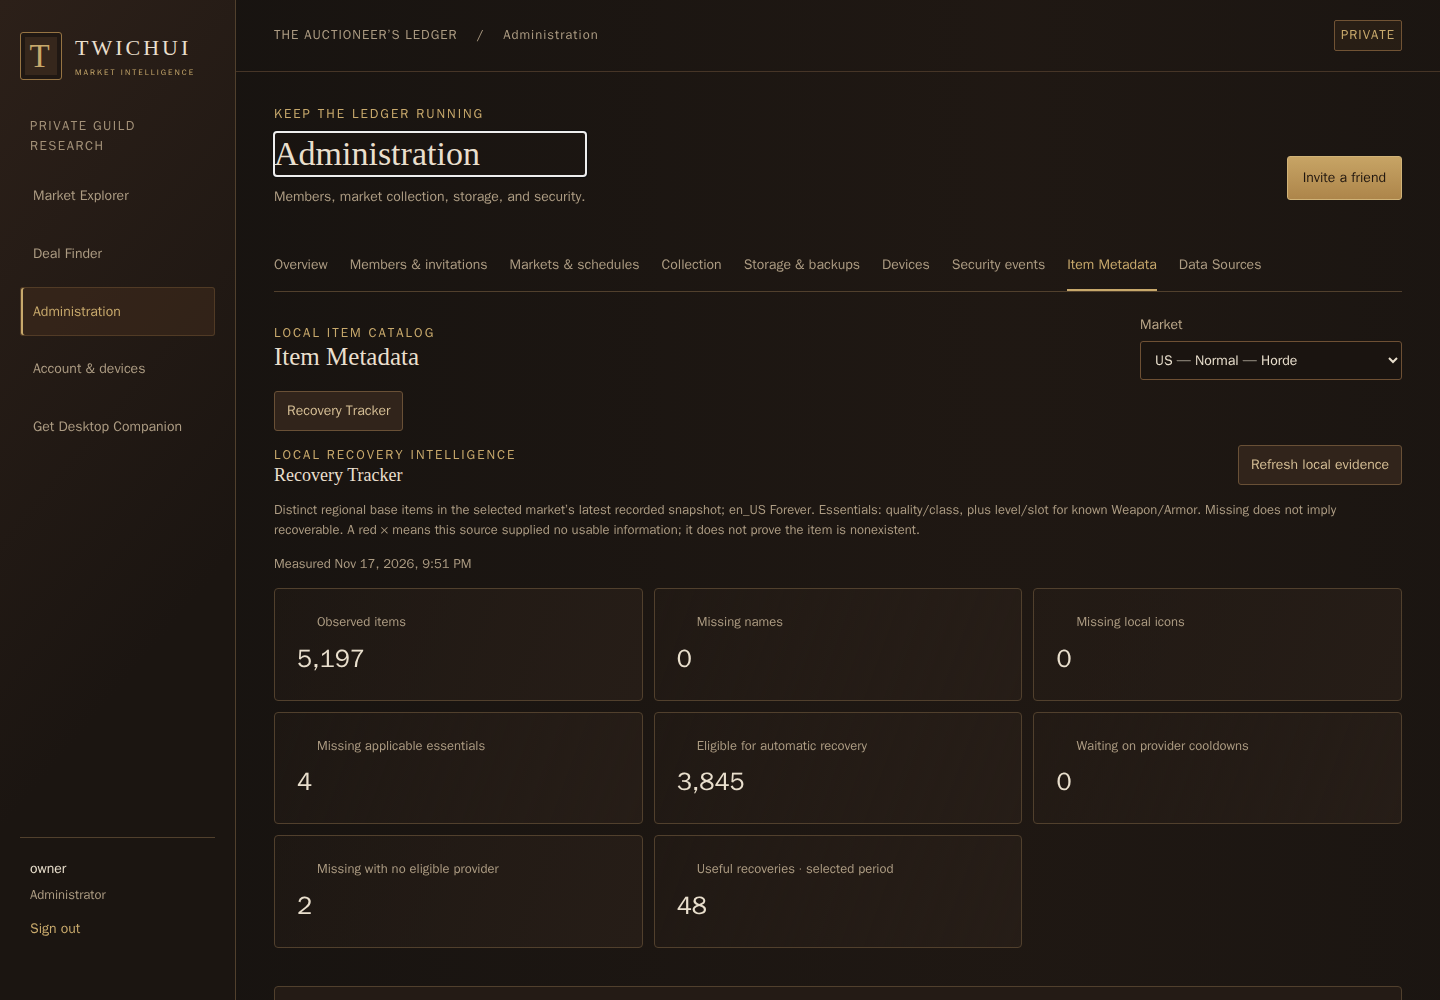 T
TWICHUI
MARKET INTELLIGENCE
PRIVATE GUILD
RESEARCH
Market Explorer
Deal Finder
Administration
Account & devices
Get Desktop Companion
owner
Administrator
Sign out
THE AUCTIONEER'S LEDGER / Administration
PRIVATE
KEEP THE LEDGER RUNNING
Administration
Members, market collection, storage, and security.
Invite a friend
Overview Members & invitations Markets & schedules Collection Storage & backups Devices Security events Item Metadata Data Sources
LOCAL ITEM CATALOG
Item Metadata
Market
US — Normal — Horde
Recovery Tracker
LOCAL RECOVERY INTELLIGENCE
Recovery Tracker
Refresh local evidence
Distinct regional base items in the selected market's latest recorded snapshot; en_US Forever. Essentials: quality/class, plus level/slot for known Weapon/Armor. Missing does not imply
recoverable. A red × means this source supplied no usable information; it does not prove the item is nonexistent.
Measured Nov 17, 2026, 9:51 PM
Observed items
5,197
Missing names
0
Missing local icons
0
Missing applicable essentials
4
Eligible for automatic recovery
3,845
Waiting on provider cooldowns
0
Missing with no eligible provider
2
Useful recoveries · selected period
48